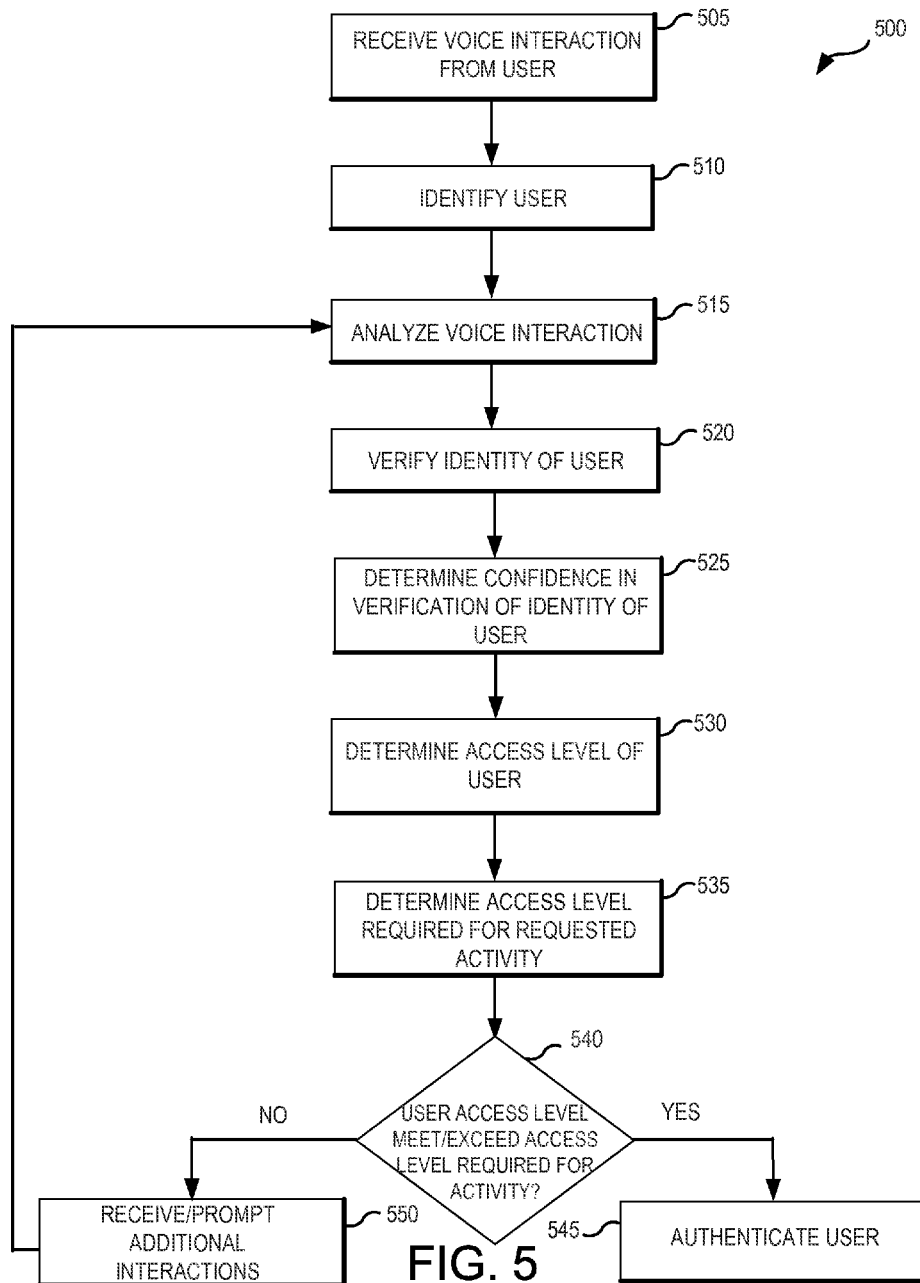 505
500
RECEIVE VOICE INTERACTION
FROM USER
510
IDENTIFY USER
515
ANALYZE VOICE INTERACTION
520
VERIFY IDENTITY OF USER
525
DETERMINE CONFIDENCE IN
VERIFICATION OF IDENTITY OF
USER
530
DETERMINE ACCESS LEVEL OF
USER
535
DETERMINE ACCESS LEVEL
REQUIRED FOR REQUESTED
ACTIVITY
540
NO
YES
USER ACCESS LEVEL
MEET/EXCEED ACCESS
LEVEL REQUIRED FOR
ACTIVITY?
RECEIVE/PROMPT
ADDITIONAL
INTERACTIONS
550
545
AUTHENTICATE USER
FIG. 5